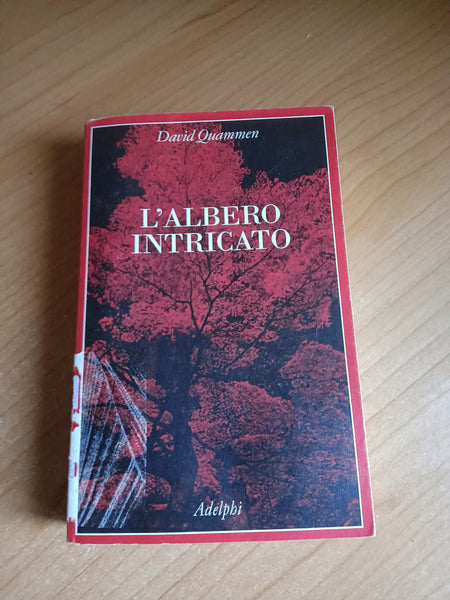 David Quammen
L'ALBERO
INTRICATO
Adelphi